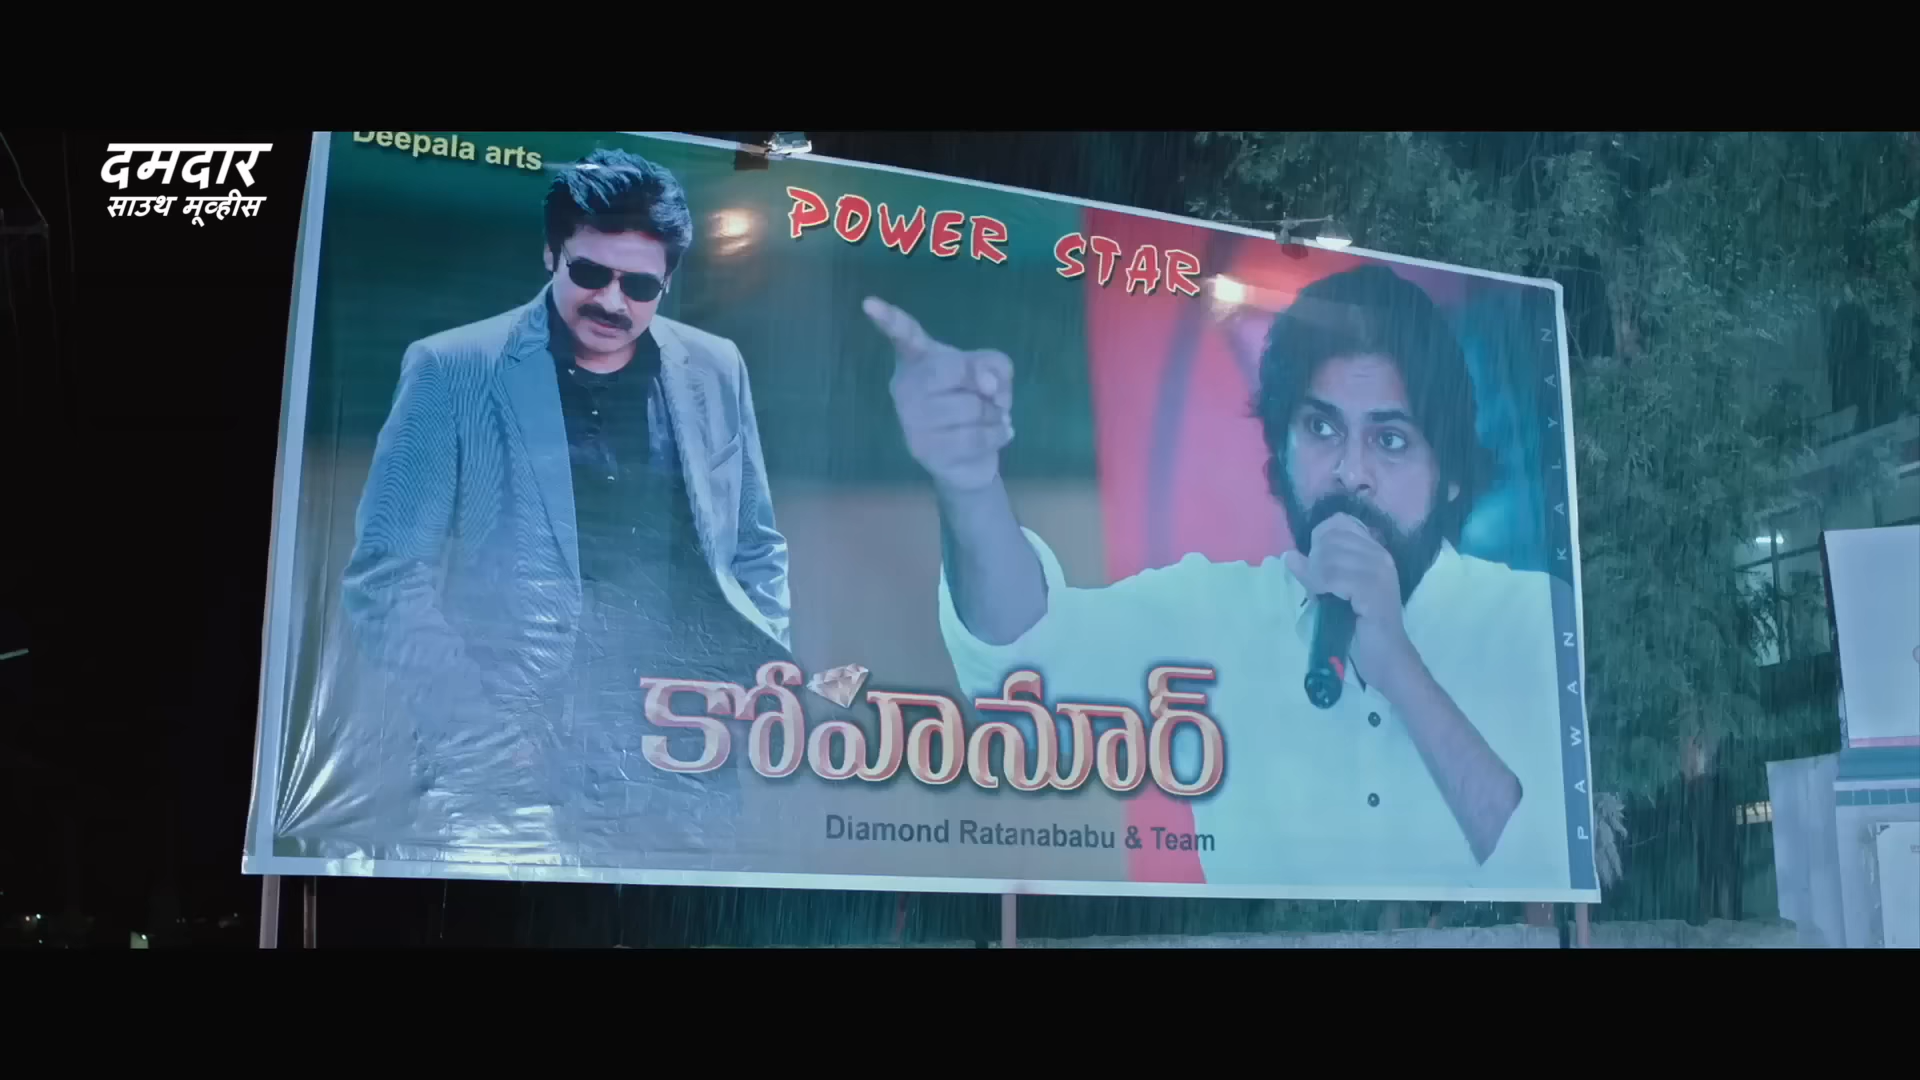 दमदार
साउथ मूव्हीस
Deepala arts
POWER STAR
కోహినూర్
Diamond Ratanababu & Team
PAWAN KALYAN